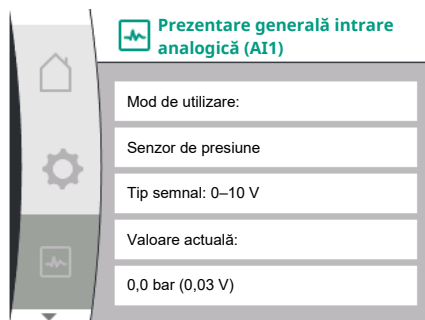 Prezentare generală intrare
analogică (AI1)
Mod de utilizare:
Senzor de presiune
Tip semnal: 0–10 V
Valoare actuală:
0,0 bar (0,03 V)